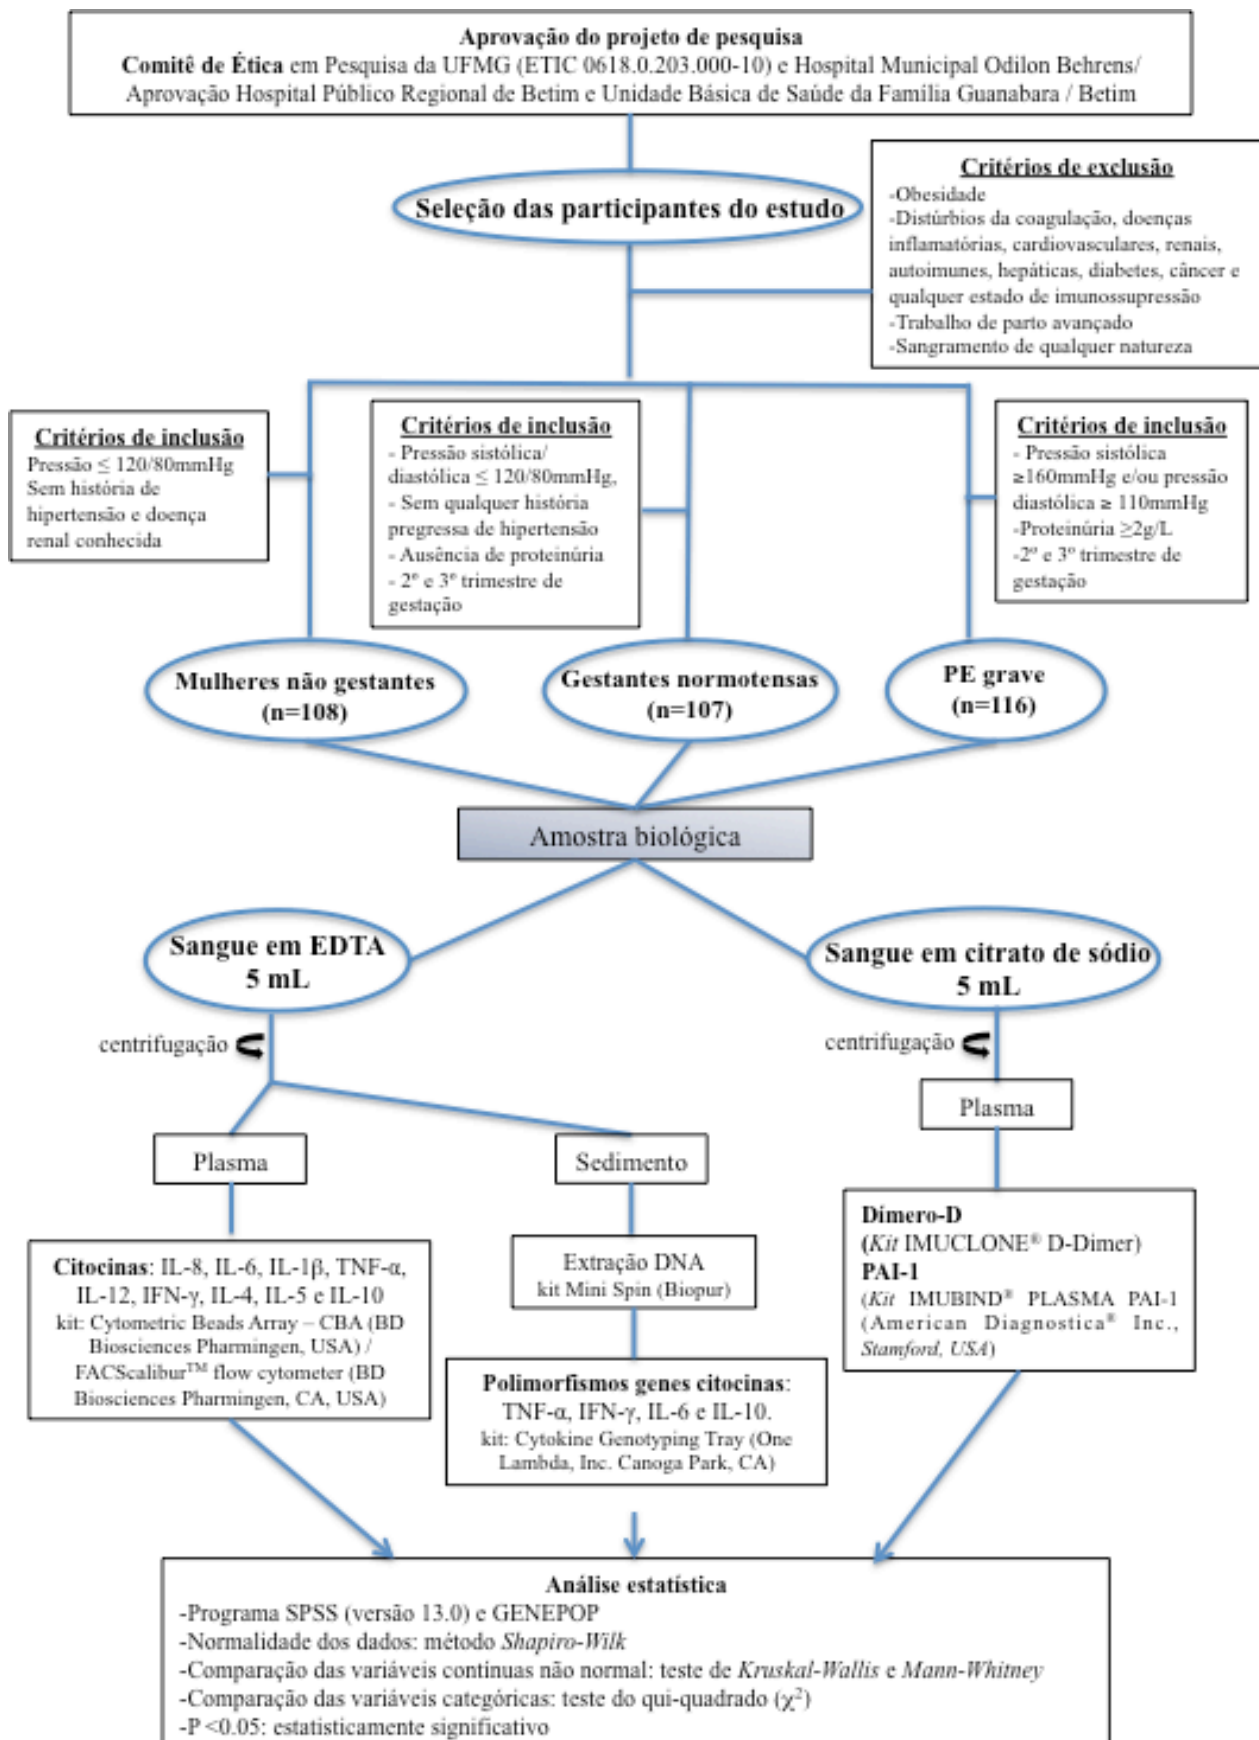 Aprovação do projeto de pesquisa
Comitê de Ética em Pesquisa da UFMG (ETIC 0618.0.203.000-10) e Hospital Municipal Odilon Behrens/
Aprovação Hospital Público Regional de Betim e Unidade Básica de Saúde da Família Guanabara / Betim
Seleção das participantes do estudo
Critérios de exclusão
-Obesidade
-Distúrbios da coagulação, doenças
inflamatórias, cardiovasculares, renais,
autoimunes, hepáticas, diabetes, câncer e
qualquer estado de imunossupressão
-Trabalho de parto avançado
-Sangramento de qualquer natureza
Critérios de inclusão
Pressão ≤ 120/80mmHg
Sem história de
hipertensão e doença
renal conhecida
Critérios de inclusão
- Pressão sistólica/
diastólica ≤ 120/80mmHg,
- Sem qualquer história
pregressa de hipertensão
- Ausência de proteinúria
- 2º e 3º trimestre de
gestação
Critérios de inclusão
- Pressão sistólica
≥160mmHg e/ou pressão
diastólica ≥ 110mmHg
-Proteinúria ≥2g/L
-2º e 3º trimestre de
gestação
Mulheres não gestantes
(n=108)
Gestantes normotensas
(n=107)
PE grave
(n=116)
Amostra biológica
Sangue em EDTA
5 mL
Sangue em citrato de sódio
5 mL
centrifugação
centrifugação
Plasma
Sedimento
Plasma
Citocinas: IL-8, IL-6, IL-1β, TNF-α,
IL-12, IFN-γ, IL-4, IL-5 e IL-10
kit: Cytometric Beads Array – CBA (BD
Biosciences Pharmingen, USA) /
FACScalibur™ flow cytometer (BD
Biosciences Pharmingen, CA, USA)
Extração DNA
kit Mini Spin (Biopur)
Polimorfismos genes citocinas:
TNF-α, IFN-γ, IL-6 e IL-10.
kit: Cytokine Genotyping Tray (One
Lambda, Inc. Canoga Park, CA)
Dímero-D
(Kit IMUCLONE® D-Dimer)
PAI-1
(Kit IMUBIND® PLASMA PAI-1
(American Diagnostica® Inc.,
Stamford, USA)
Análise estatística
-Programa SPSS (versão 13.0) e GENEPOP
-Normalidade dos dados: método Shapiro-Wilk
-Comparação das variáveis contínuas não normal: teste de Kruskal-Wallis e Mann-Whitney
-Comparação das variáveis categóricas: teste do qui-quadrado (χ²)
-P <0.05: estatisticamente significativo